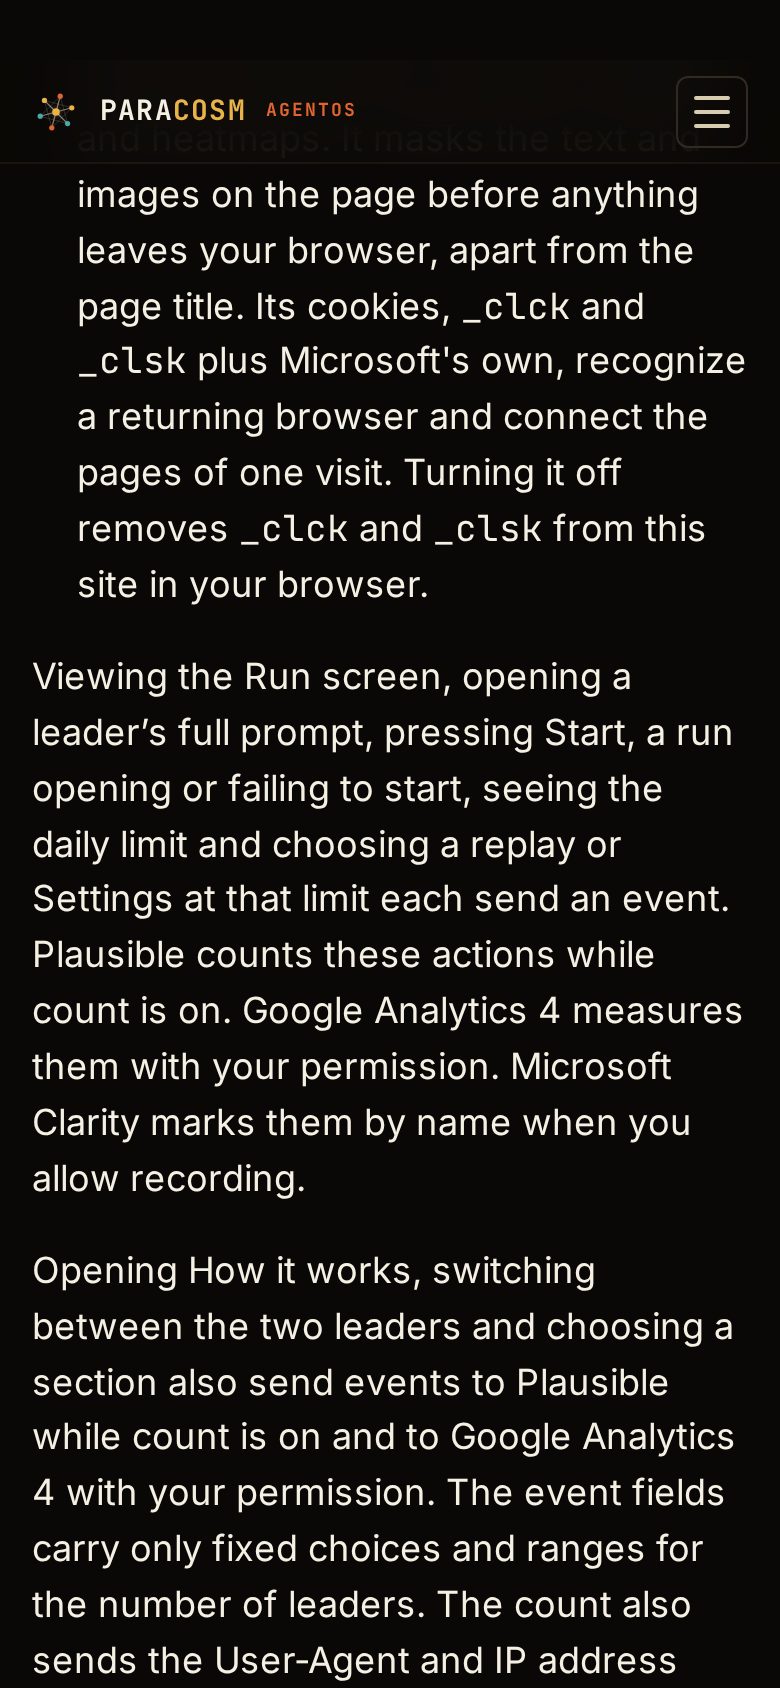 PARACOSM AGENTOS
and heatmaps. It masks the text and
images on the page before anything
leaves your browser, apart from the
page title. Its cookies, _clck and
_clsk plus Microsoft's own, recognize
a returning browser and connect the
pages of one visit. Turning it off
removes _clck and _clsk from this
site in your browser.
Viewing the Run screen, opening a
leader’s full prompt, pressing Start, a run
opening or failing to start, seeing the
daily limit and choosing a replay or
Settings at that limit each send an event.
Plausible counts these actions while
count is on. Google Analytics 4 measures
them with your permission. Microsoft
Clarity marks them by name when you
allow recording.
Opening How it works, switching
between the two leaders and choosing a
section also send events to Plausible
while count is on and to Google Analytics
4 with your permission. The event fields
carry only fixed choices and ranges for
the number of leaders. The count also
sends the User-Agent and IP address